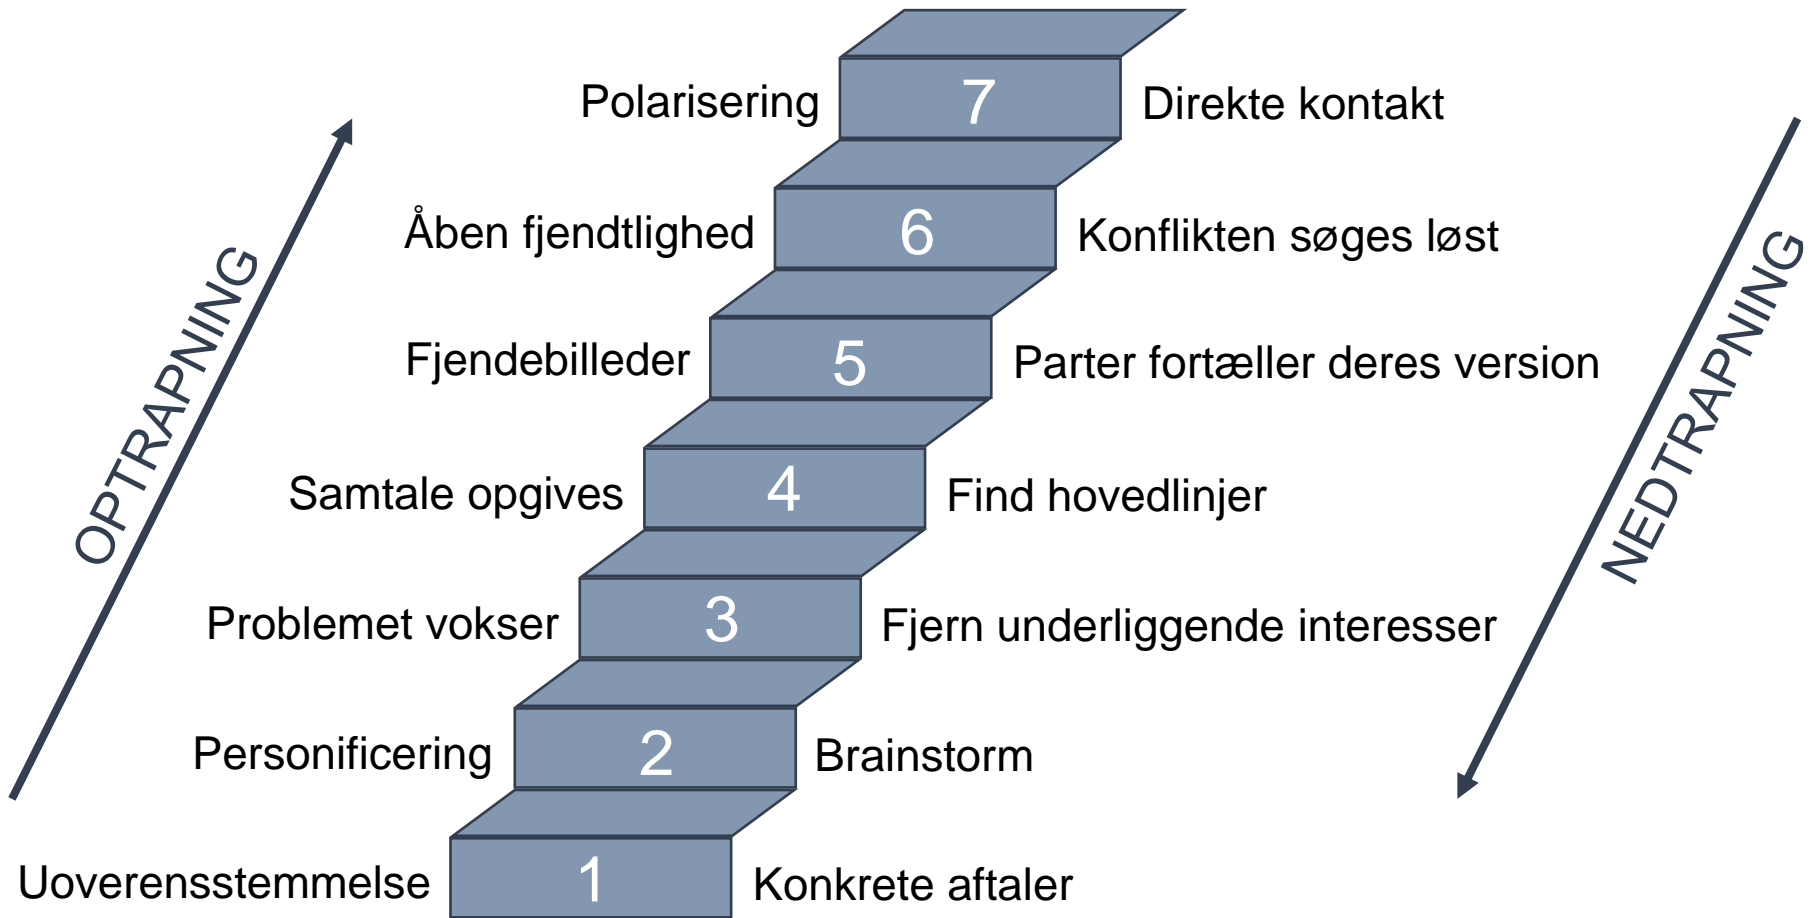 Polarisering 7 Direkte kontakt
Åben fjendtlighed 6 Konflikten søges løst
Fjendebilleder 5 Parter fortæller deres version
Samtale opgives 4 Find hovedlinjer
Problemet vokser 3 Fjern underliggende interesser
Personificering 2 Brainstorm
Uoverensstemmelse 1 Konkrete aftaler
OPTRAPNING
NEDTRAPNING